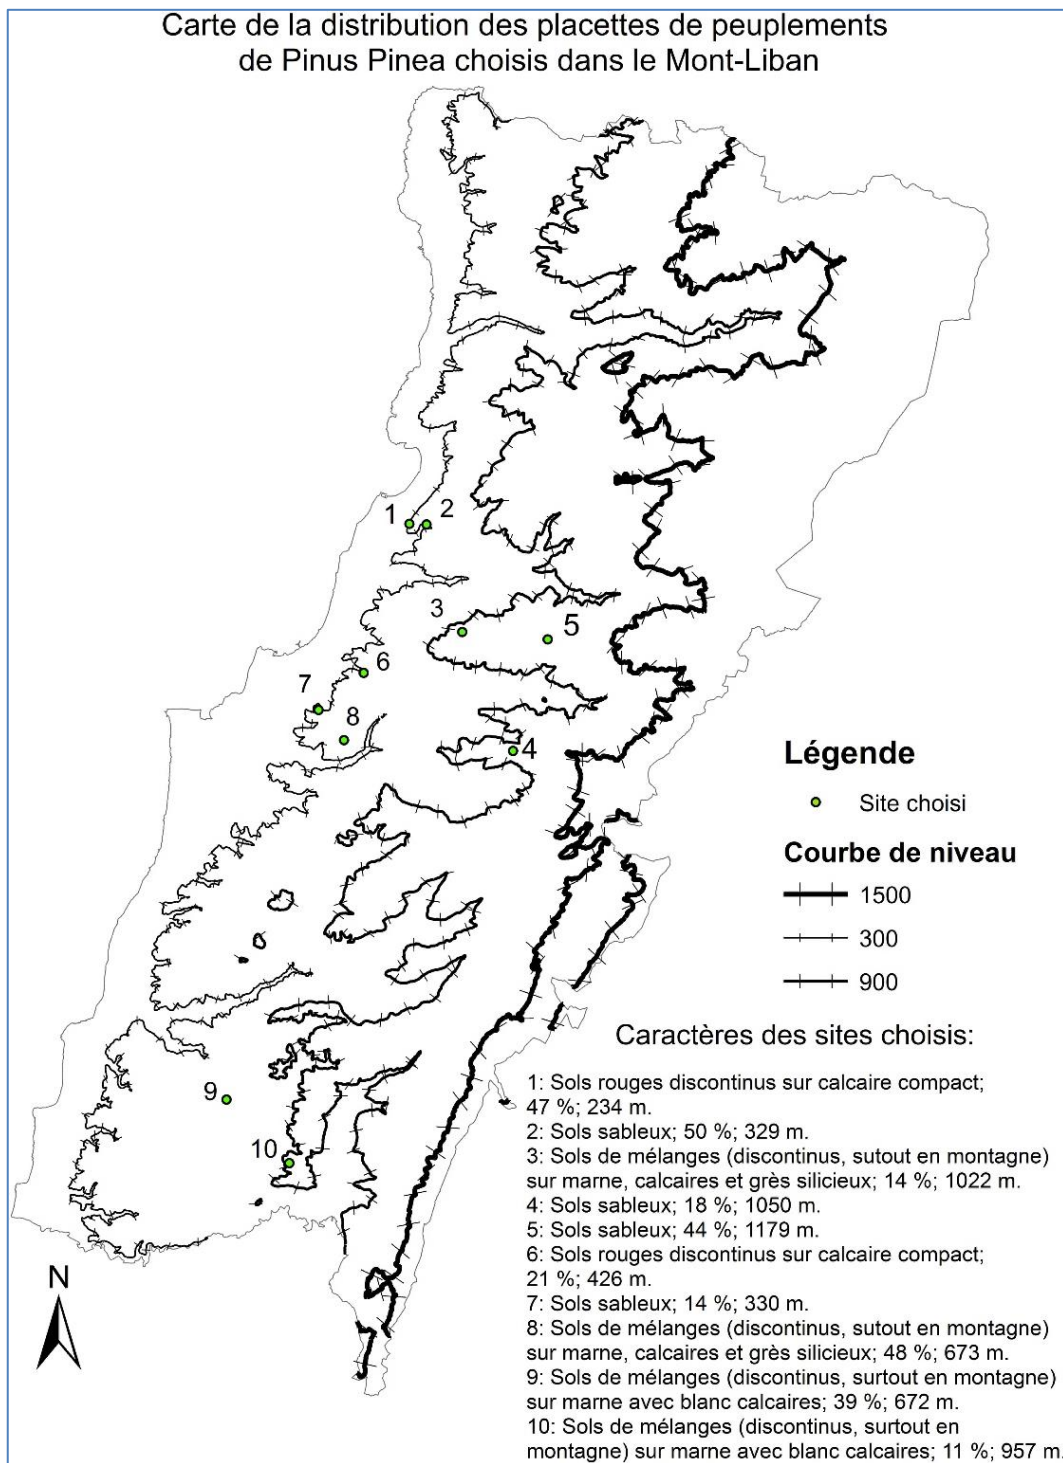 Carte de la distribution des placettes de peuplements
de Pinus Pinea choisis dans le Mont-Liban
1
2
3
5
6
7
8
4
9
10
N
Légende
Site choisi
Courbe de niveau
1500
300
900
Caractères des sites choisis:
1: Sols rouges discontinus sur calcaire compact;
47 %; 234 m.
2: Sols sableux; 50 %; 329 m.
3: Sols de mélanges (discontinus, sutout en montagne)
sur marne, calcaires et grès silicieux; 14 %; 1022 m.
4: Sols sableux; 18 %; 1050 m.
5: Sols sableux; 44 %; 1179 m.
6: Sols rouges discontinus sur calcaire compact;
21 %; 426 m.
7: Sols sableux; 14 %; 330 m.
8: Sols de mélanges (discontinus, sutout en montagne)
sur marne, calcaires et grès silicieux; 48 %; 673 m.
9: Sols de mélanges (discontinus, surtout en montagne)
sur marne avec blanc calcaires; 39 %; 672 m.
10: Sols de mélanges (discontinus, surtout en
montagne) sur marne avec blanc calcaires; 11 %; 957 m.